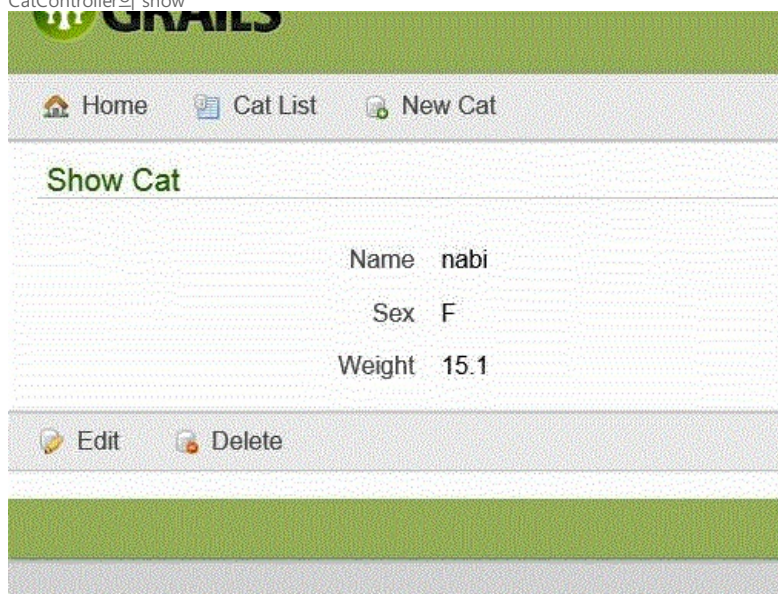 CatController의 show
GRAILS
Home Cat List New Cat
Show Cat
Name nabi
Sex F
Weight 15.1
Edit Delete